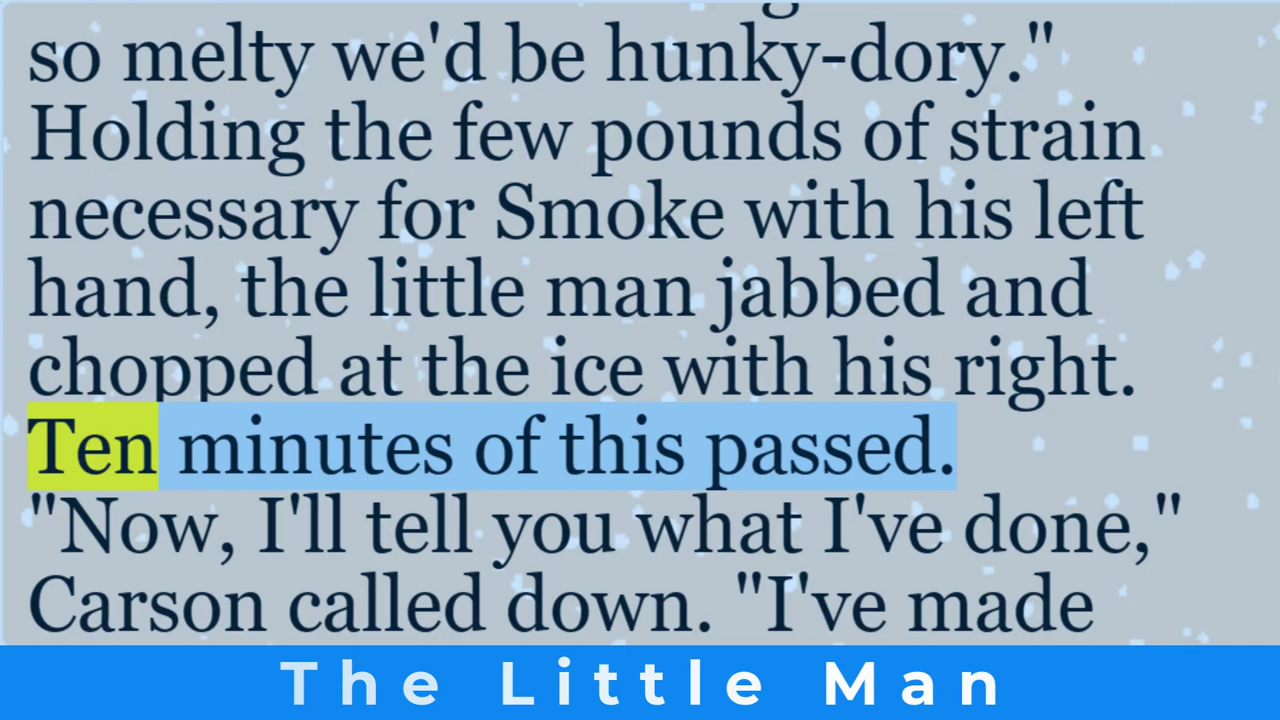 so melty we'd be hunky-dory."
Holding the few pounds of strain
necessary for Smoke with his left
hand, the little man jabbed and
chopped at the ice with his right.
Ten minutes of this passed.
"Now, I'll tell you what I've done,"
Carson called down. "I've made
The Little Man